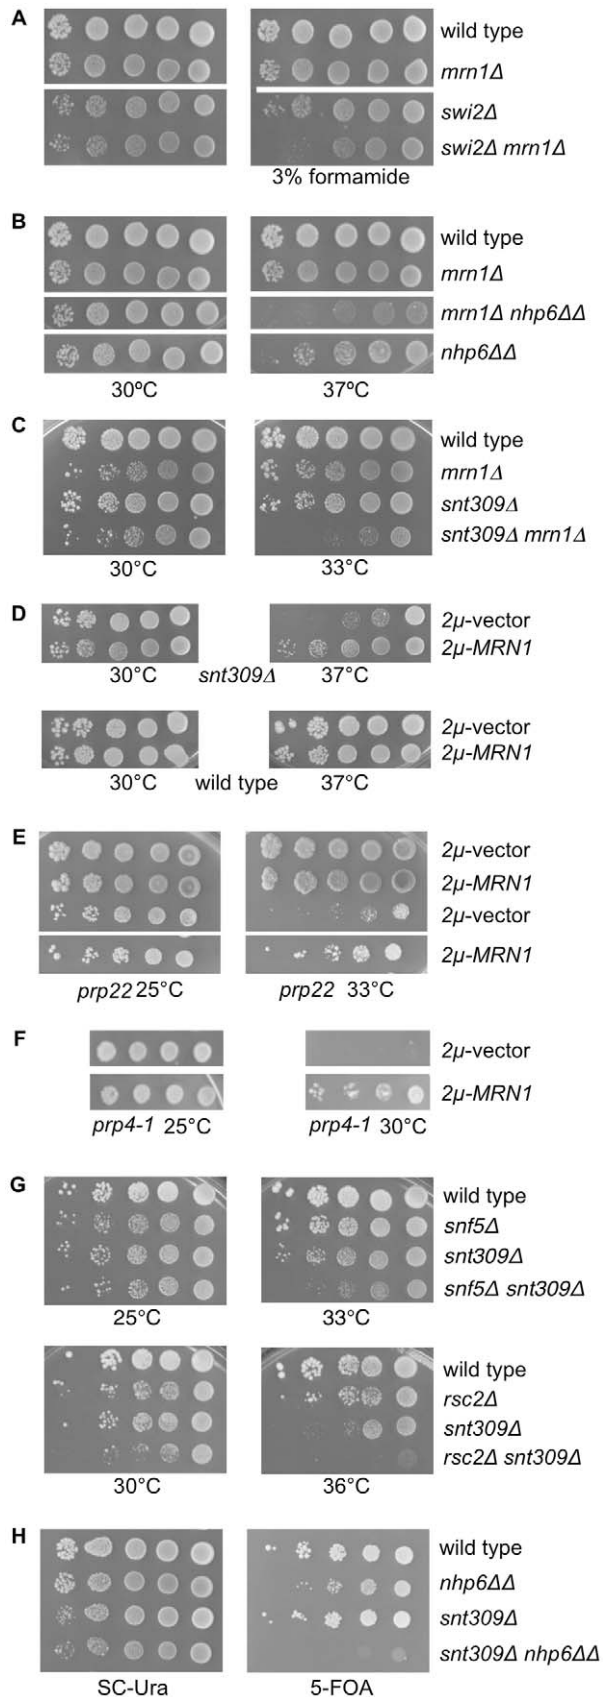 A
wild type
mrn1Δ
swi2Δ
swi2Δ mrn1Δ
3% formamide
B
wild type
mrn1Δ
mrn1Δ nhp6ΔΔ
nhp6ΔΔ
30ºC 37ºC
C
wild type
mrn1Δ
snt309Δ
snt309Δ mrn1Δ
30°C 33°C
D
2µ-vector
2µ-MRN1
30°C snt309Δ 37°C
2µ-vector
2µ-MRN1
30°C wild type 37°C
E
2µ-vector
2µ-MRN1
2µ-vector
2µ-MRN1
prp22 25°C prp22 33°C
F
2µ-vector
2µ-MRN1
prp4-1 25°C prp4-1 30°C
G
wild type
snf5Δ
snt309Δ
snf5Δ snt309Δ
25°C 33°C
wild type
rsc2Δ
snt309Δ
rsc2Δ snt309Δ
30°C 36°C
H
wild type
nhp6ΔΔ
snt309Δ
snt309Δ nhp6ΔΔ
SC-Ura 5-FOA